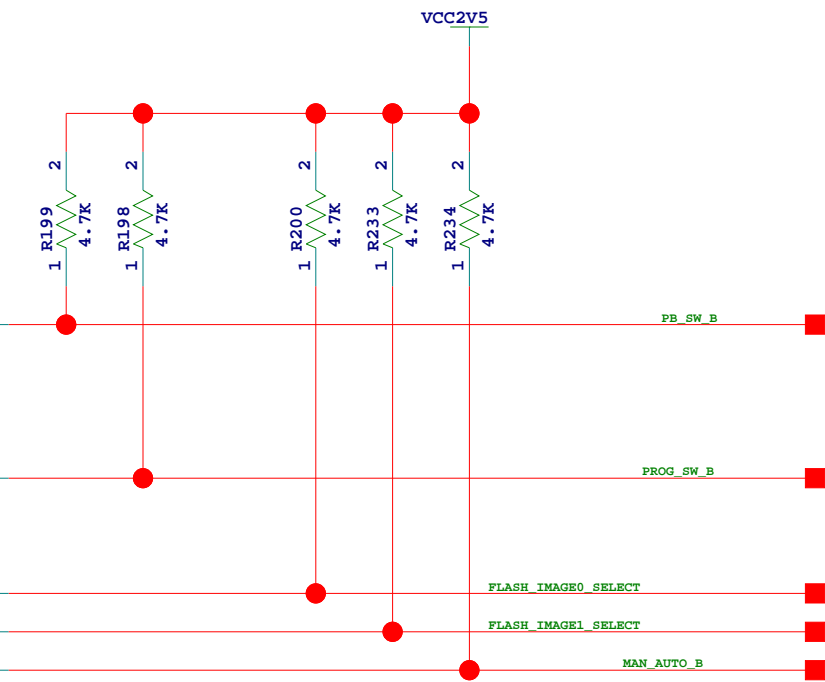 VCC2V5
2
2
2
2
2
R199
4.7K
R198
4.7K
R200
4.7K
R233
4.7K
R234
4.7K
1
1
1
1
1
PB_SW_B
PROG_SW_B
FLASH_IMAGE0_SELECT
FLASH_IMAGE1_SELECT
MAN_AUTO_B